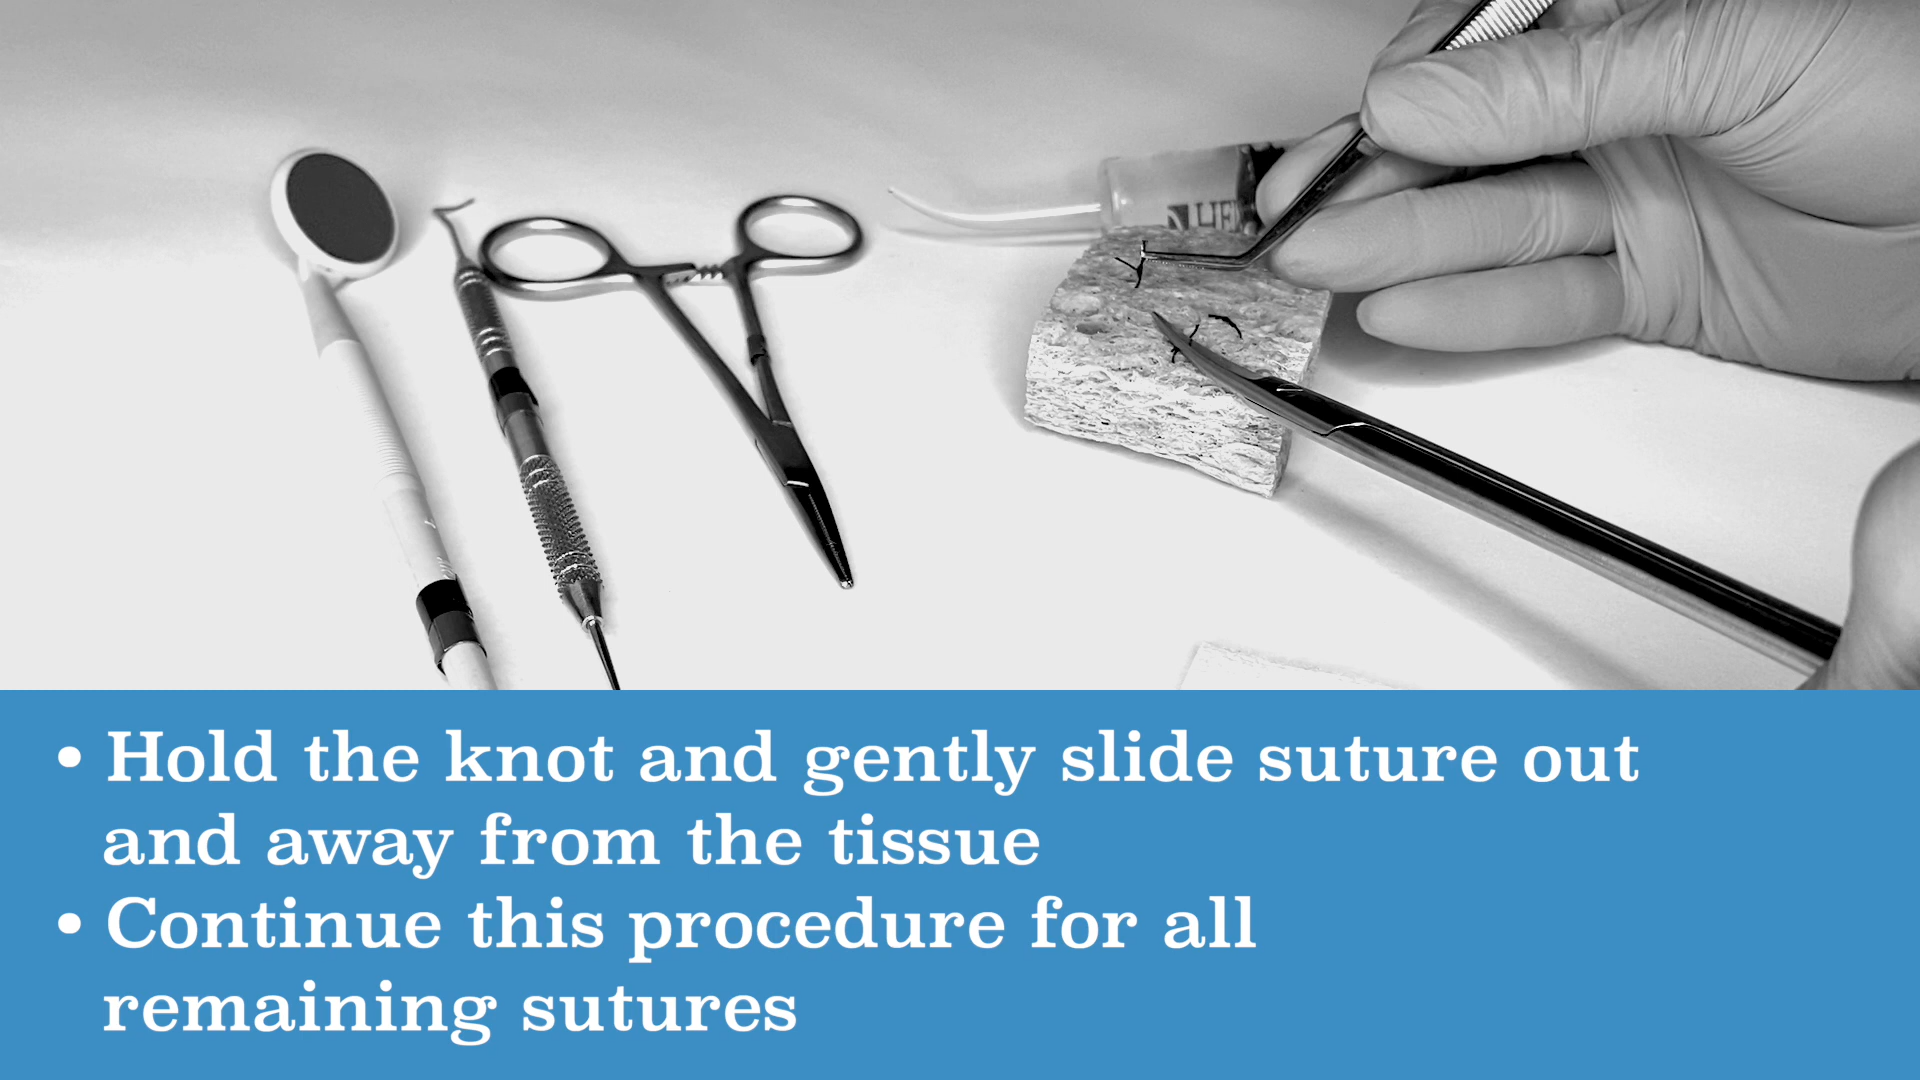 • Hold the knot and gently slide suture out
and away from the tissue
• Continue this procedure for all
remaining sutures